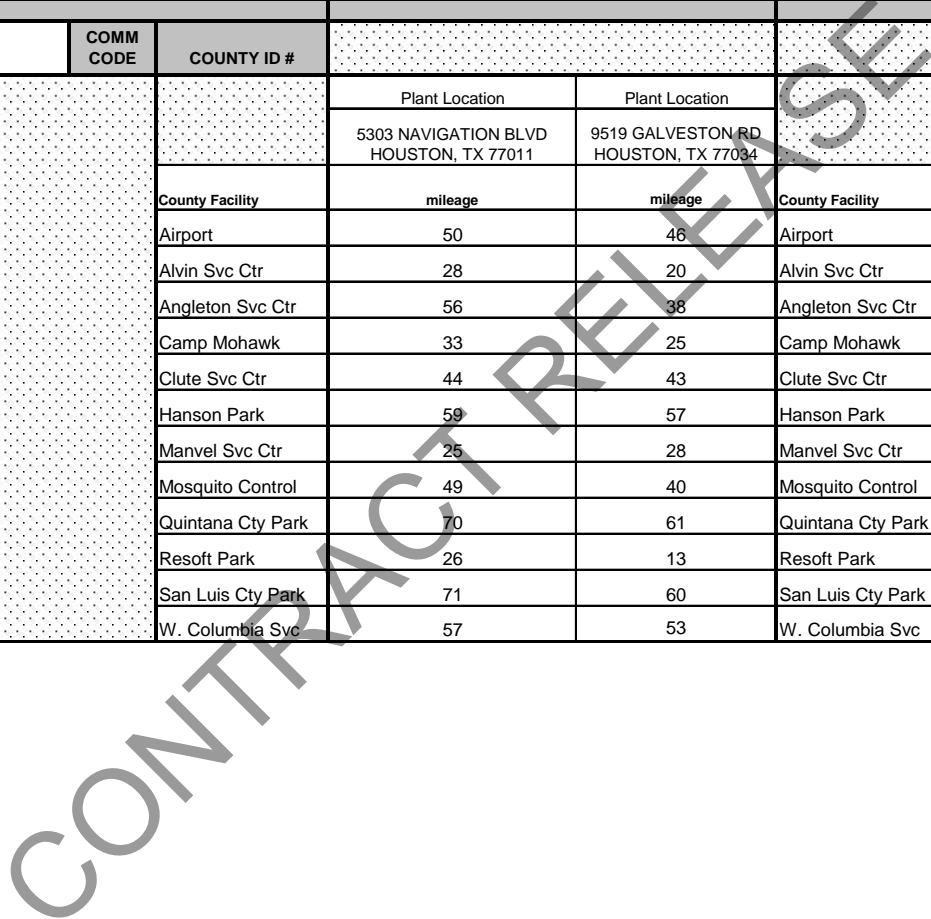 COMM
CODE COUNTY ID #
Plant Location Plant Location
5303 NAVIGATION BLVD 9519 GALVESTON RD
HOUSTON, TX 77011 HOUSTON, TX 77034
County Facility mileage mileage County Facility
Airport 50 46 Airport
Alvin Svc Ctr 28 20 Alvin Svc Ctr
Angleton Svc Ctr 56 38 Angleton Svc Ctr
Camp Mohawk 33 25 Camp Mohawk
Clute Svc Ctr 44 43 Clute Svc Ctr
Hanson Park 59 57 Hanson Park
Manvel Svc Ctr 25 28 Manvel Svc Ctr
Mosquito Control 49 40 Mosquito Control
Quintana Cty Park 70 61 Quintana Cty Park
Resoft Park 26 13 Resoft Park
San Luis Cty Park 71 60 San Luis Cty Park
W. Columbia Svc 57 53 W. Columbia Svc
CONTRACT RELEASE